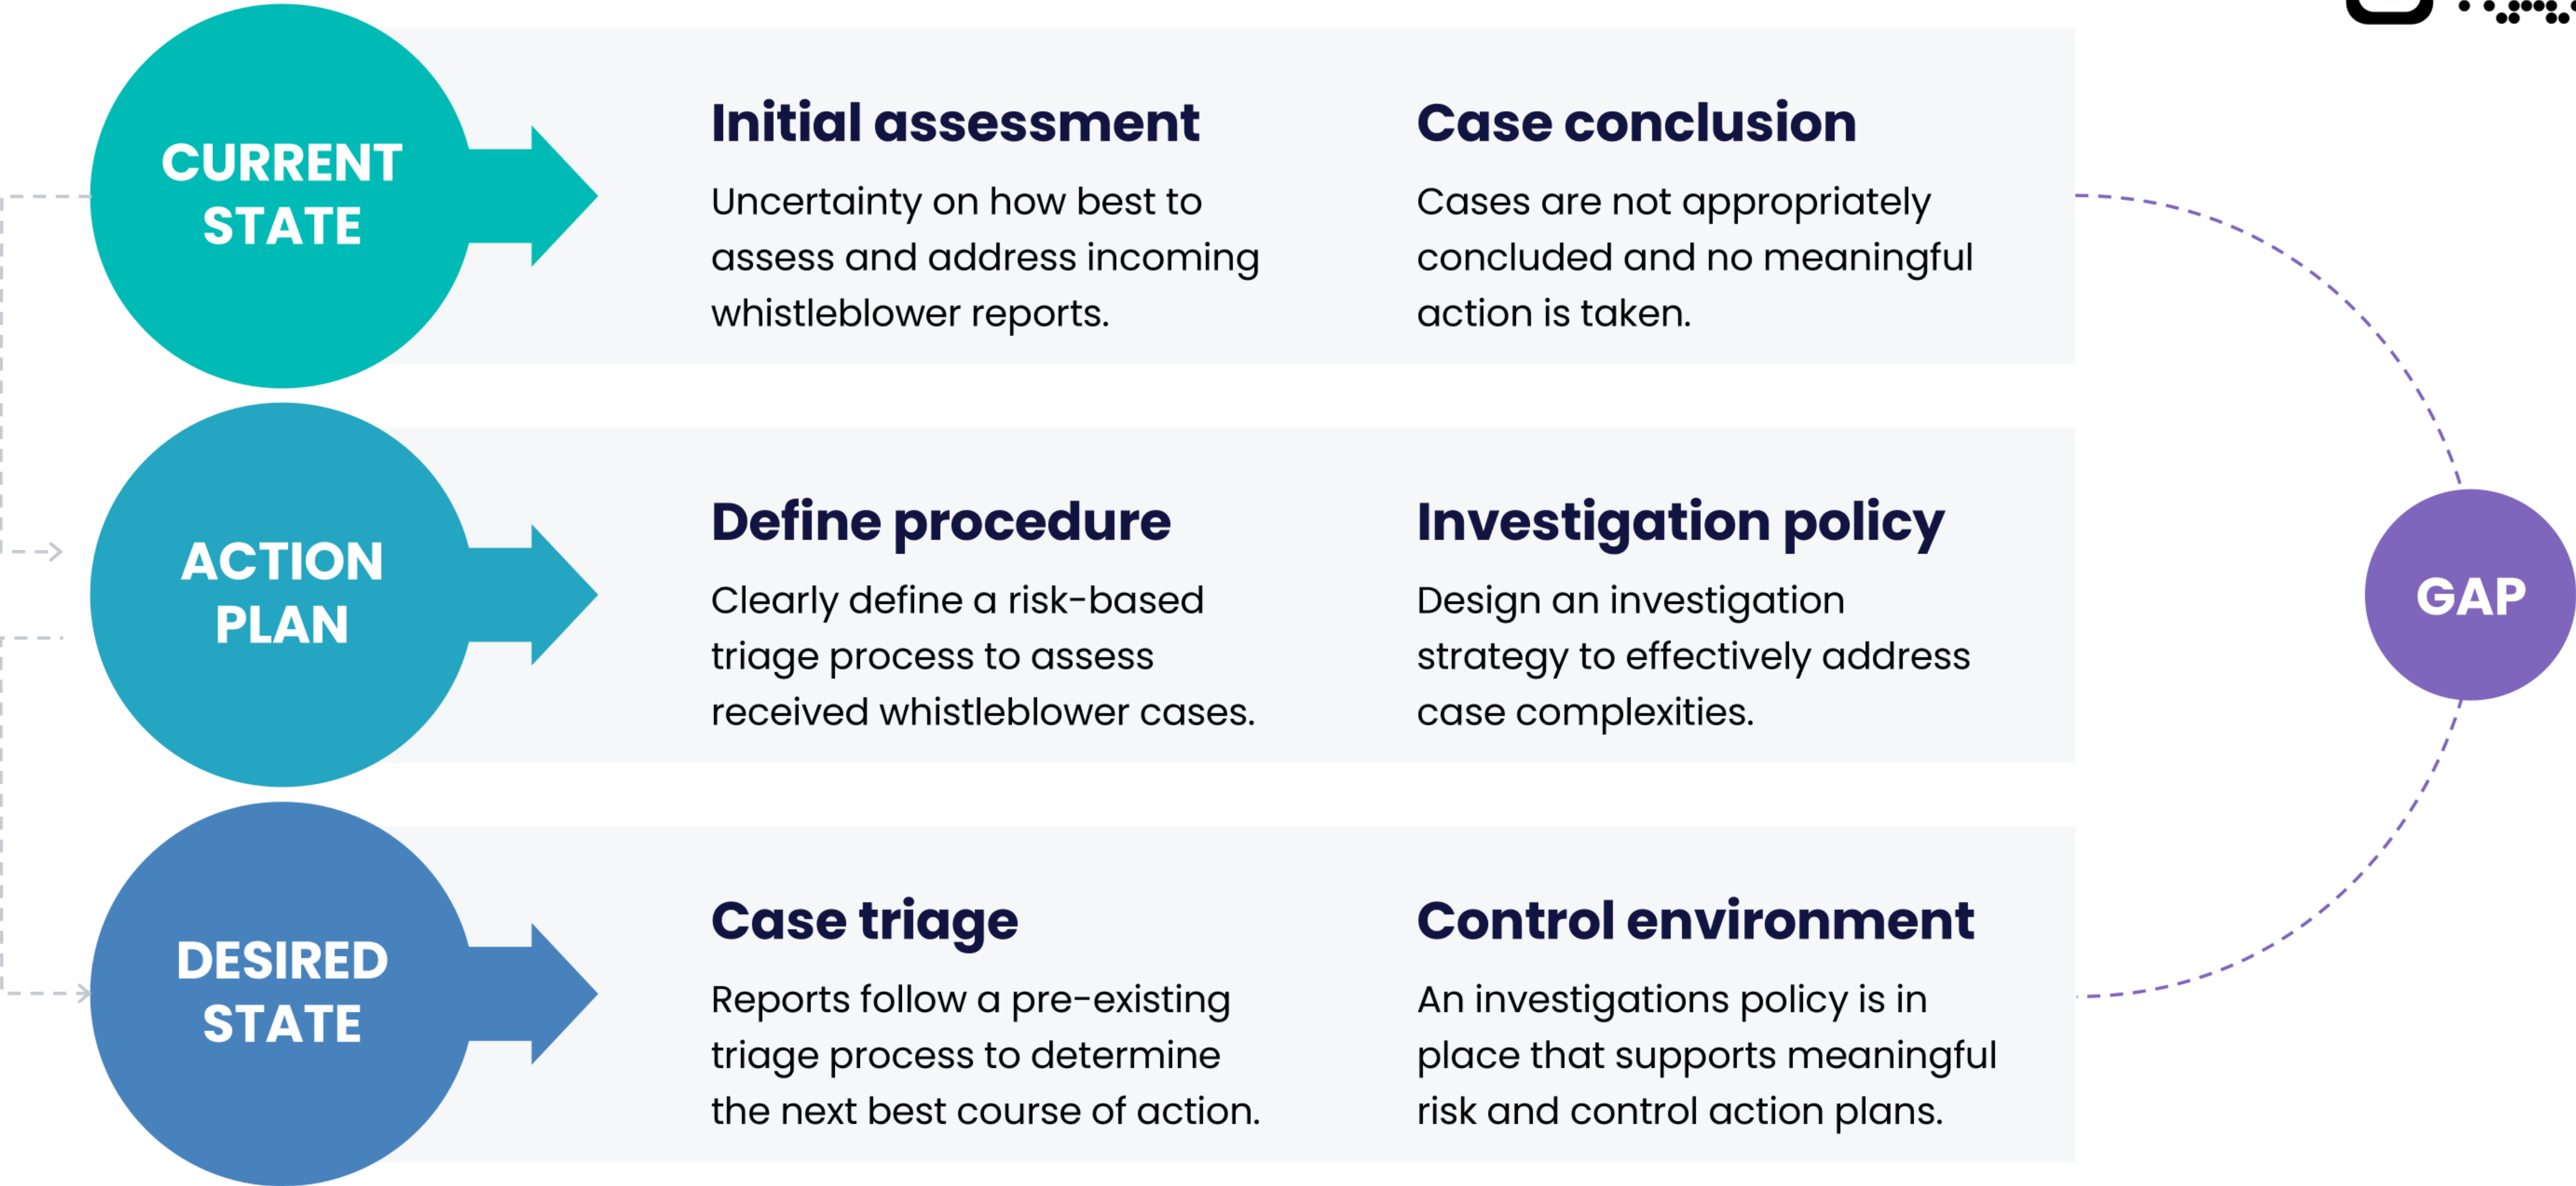 CURRENT
STATE
Initial assessment
Uncertainty on how best to
assess and address incoming
whistleblower reports.
Case conclusion
Cases are not appropriately
concluded and no meaningful
action is taken.
ACTION
PLAN
Define procedure
Clearly define a risk-based
triage process to assess
received whistleblower cases.
Investigation policy
Design an investigation
strategy to effectively address
case complexities.
GAP
DESIRED
STATE
Case triage
Reports follow a pre-existing
triage process to determine
the next best course of action.
Control environment
An investigations policy is in
place that supports meaningful
risk and control action plans.